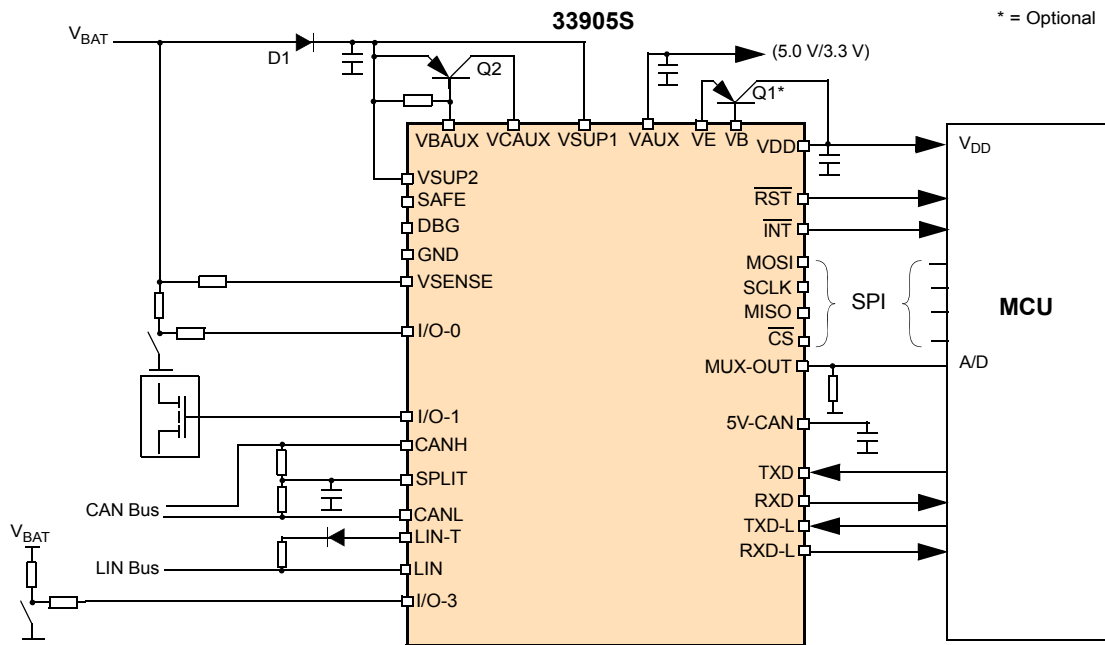 33905S
* = Optional
VBAT
D1
Q2
(5.0 V/3.3 V)
Q1*
VBAUX VCAUX VSUP1 VAUX VE VB
VDD
VDD
VSUP2
SAFE
RST
DBG
INT
GND
MOSI
VSENSE
SCLK
SPI
MCU
MISO
I/O-0
CS
MUX-OUT
A/D
I/O-1
5V-CAN
CANH
TXD
SPLIT
RXD
CAN Bus
CANL
TXD-L
VBAT
LIN-T
RXD-L
LIN Bus
LIN
I/O-3